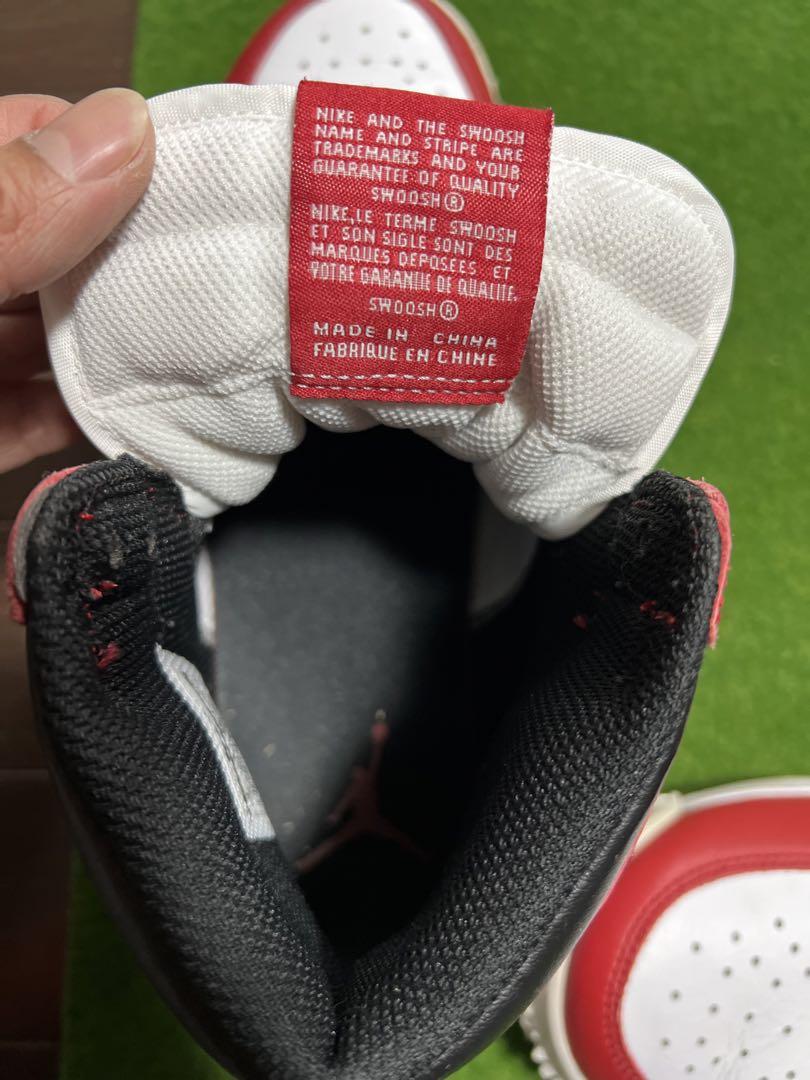 NIKE AND THE SWOOSH
NAME AND STRIPE ARE
TRADEMARKS AND YOUR
GUARANTEE OF QUALITY
SWOOSH®
NIKE,LE TERME SWOOSH
ET SON SIGLE SONT DES
MARQUES DEPOSEES ET
VOTRE GARANTIE DE QUALITE.
SWOOSH®
MADE IN CHINA
FABRIQUE EN CHINE